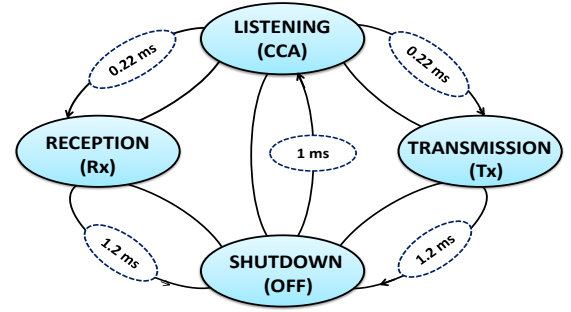 LISTENING
(CCA)
0.22 ms
0.22 ms
RECEPTION
(Rx)
1 ms
TRANSMISSION
(Tx)
1.2 ms
1.2 ms
SHUTDOWN
(OFF)